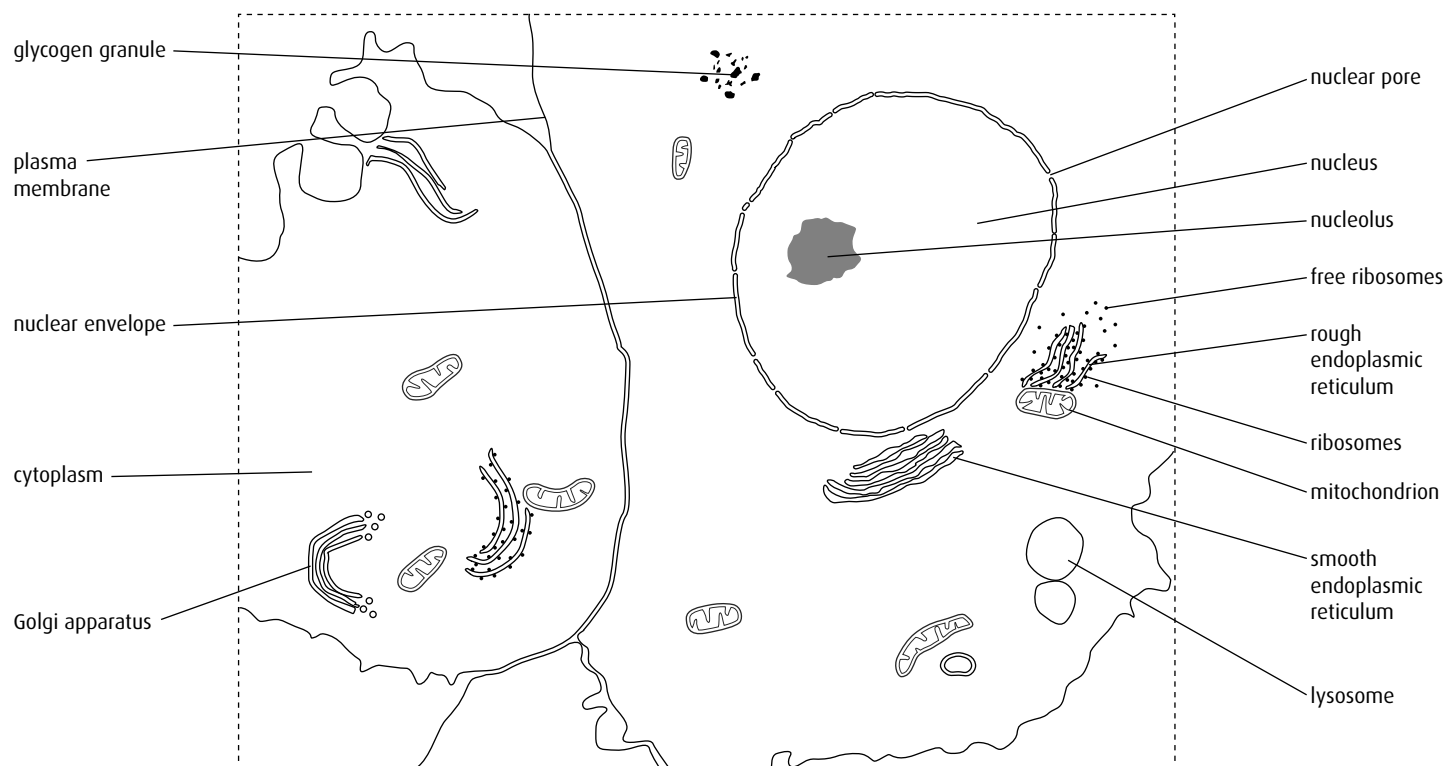 glycogen granule
plasma
membrane
nuclear envelope
cytoplasm
Golgi apparatus
nuclear pore
nucleus
nucleolus
free ribosomes
rough
endoplasmic
reticulum
ribosomes
mitochondrion
smooth
endoplasmic
reticulum
lysosome